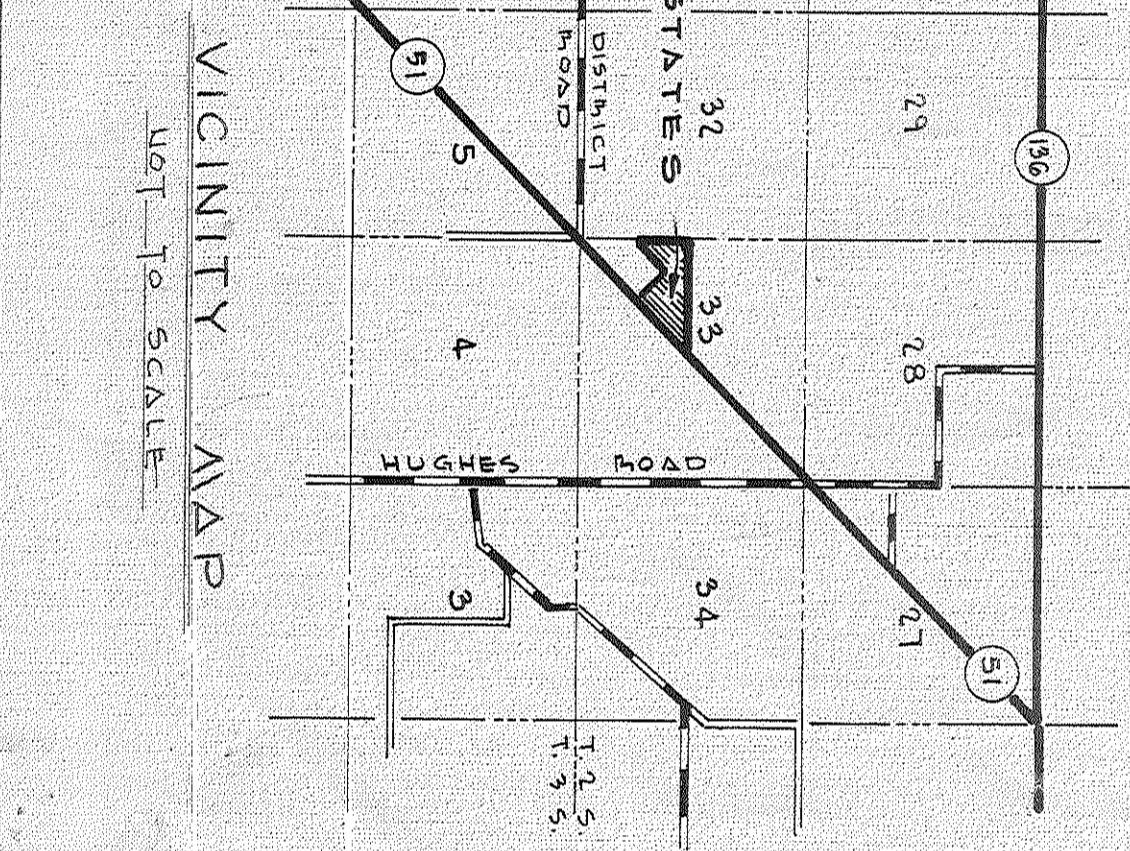 136
29
28
27
51
32
33
34
STATES
DISTRICT
ROAD
HUGHES ROAD
T. 2 S.
T. 3 S.
51
5
4
3
VICINITY MAP
NOT TO SCALE